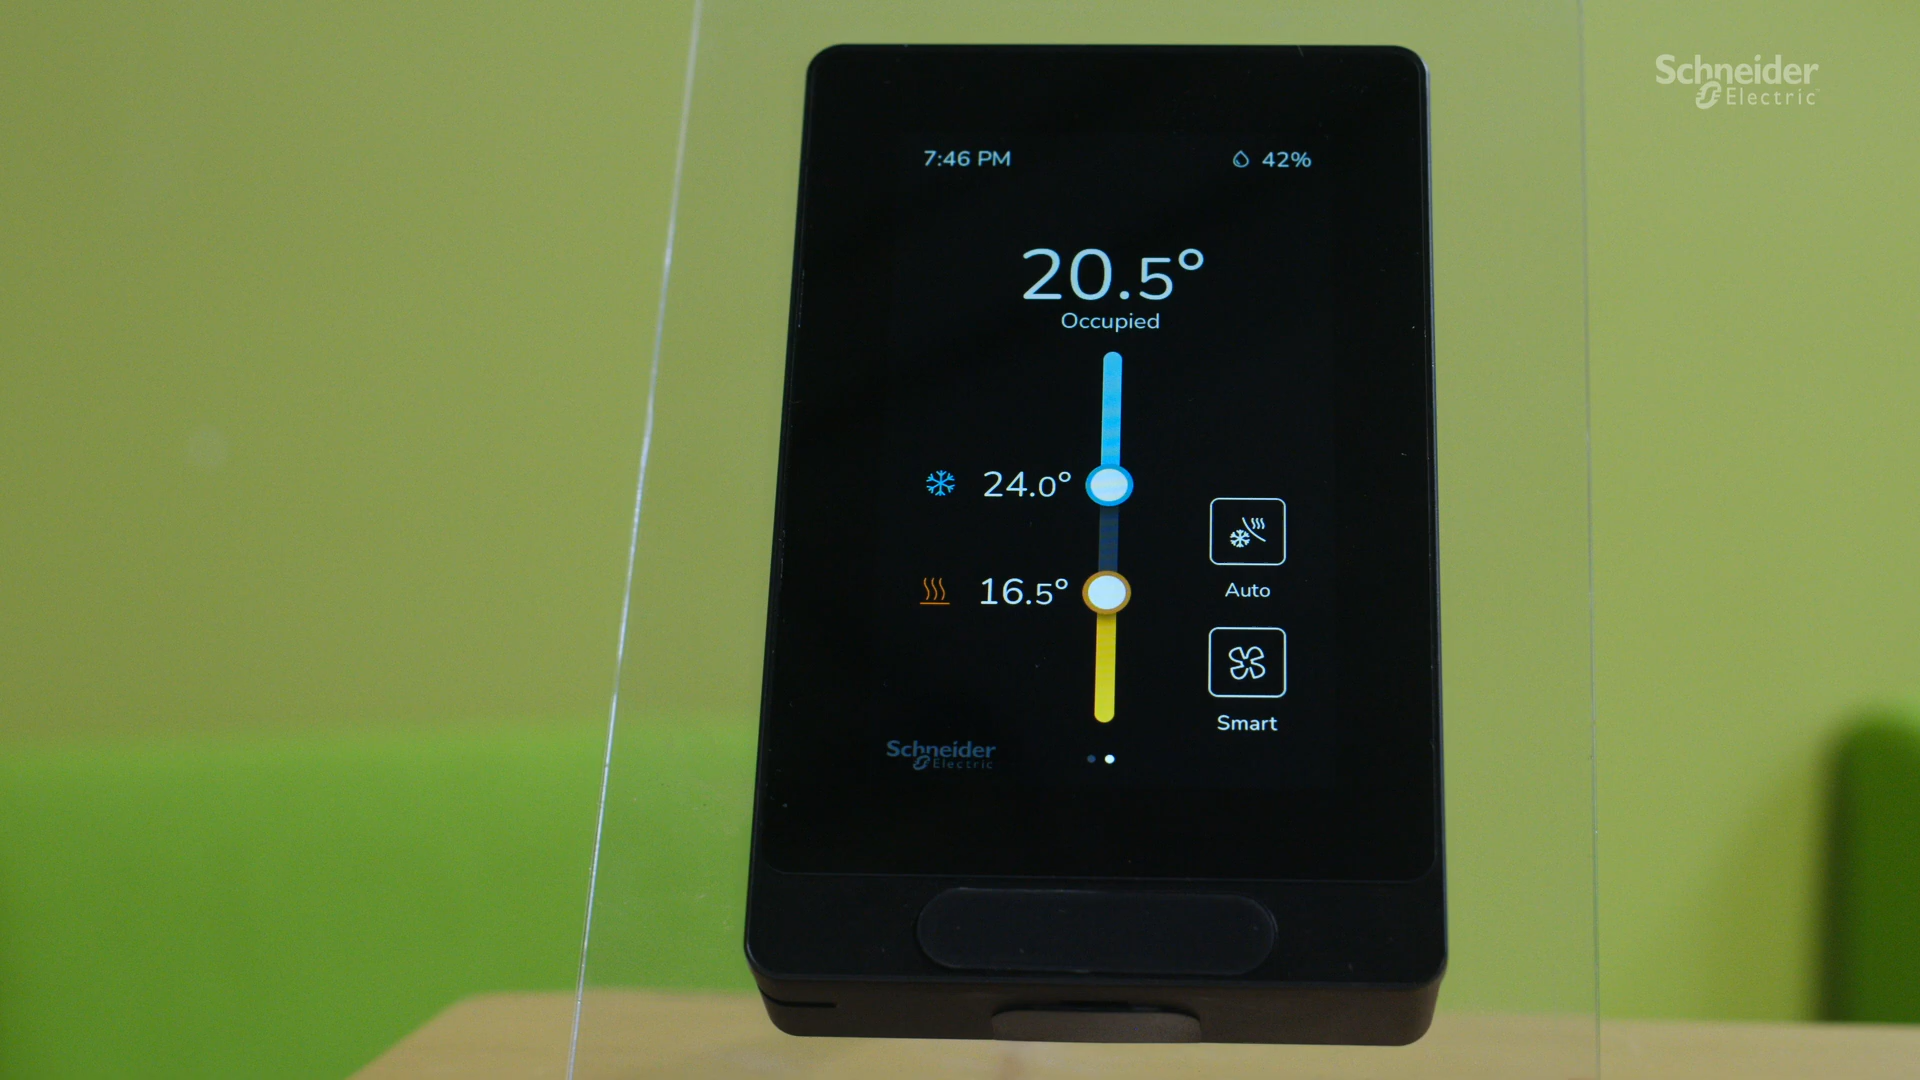 Schneider
Electric
7:46 PM
42%
20.5°
Occupied
24.0°
16.5°
Auto
Smart
Schneider
Electric